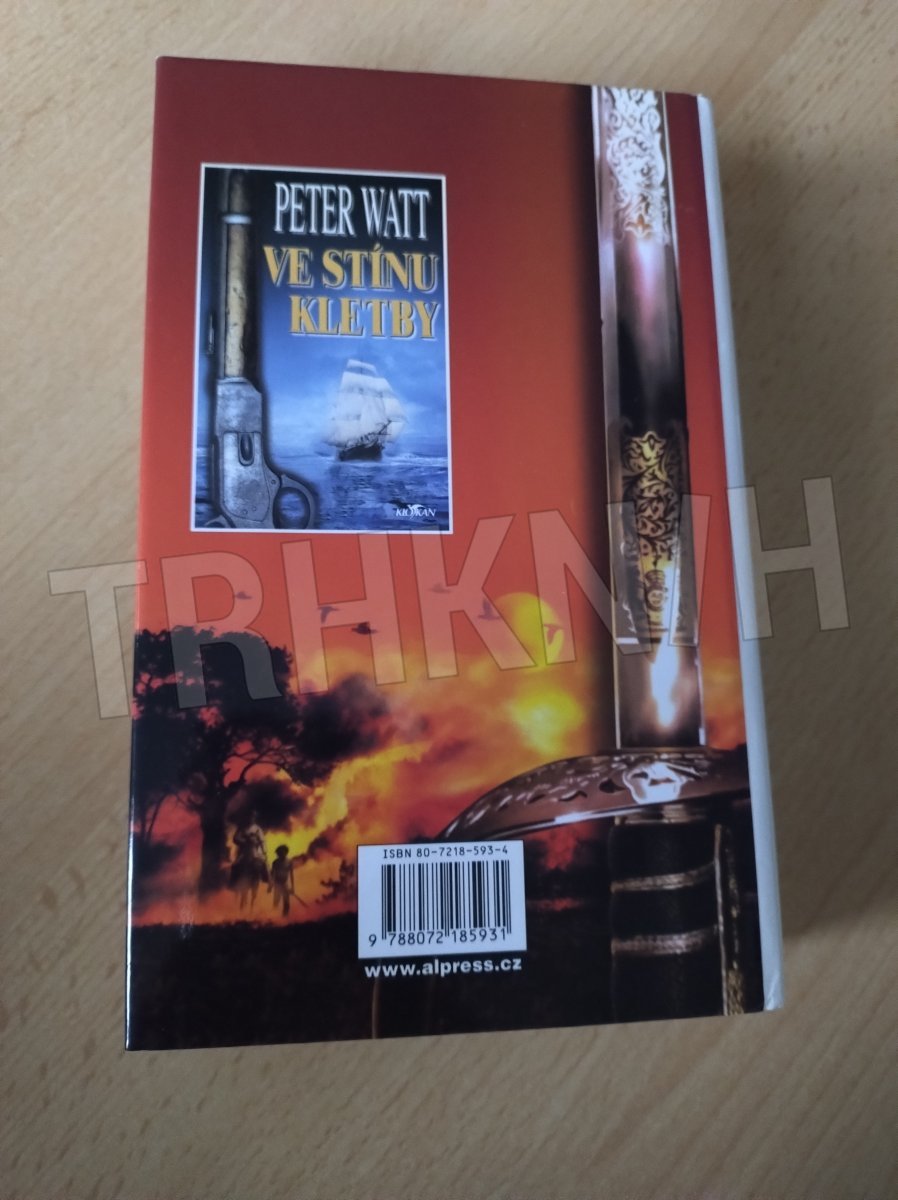 PETER WATT
VE STÍNU
KLETBY
KLOKAN
TRHKNIH
ISBN 80-7218-593-4
9 788072 185931
www.alpress.cz